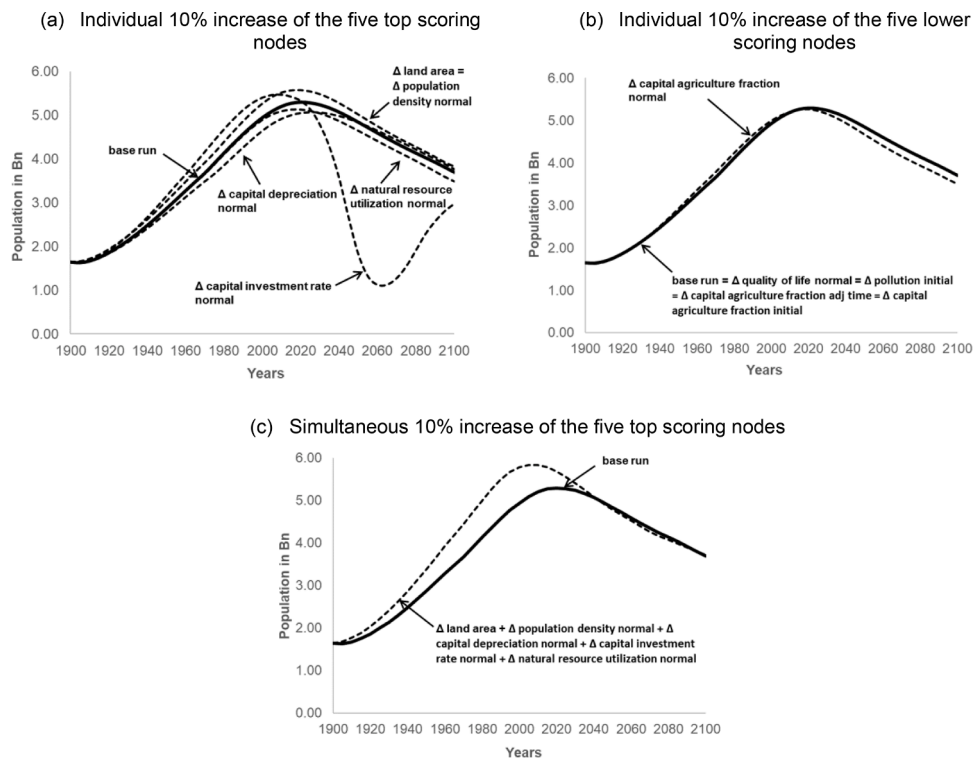 (a) Individual 10% increase of the five top scoring
nodes
6.00
5.00
4.00
3.00
2.00
1.00
0.00
Population in Bn
Δ land area =
Δ population
density normal
base run
Δ capital depreciation
normal
Δ natural resource
utilization normal
Δ capital investment rate
normal
1900 1920 1940 1960 1980 2000 2020 2040 2060 2080 2100
Years
(b) Individual 10% increase of the five lower
scoring nodes
6.00
5.00
4.00
3.00
2.00
1.00
0.00
Population in Bn
Δ capital agriculture fraction
normal
base run = Δ quality of life normal = Δ pollution initial
= Δ capital agriculture fraction adj time = Δ capital
agriculture fraction initial
1900 1920 1940 1960 1980 2000 2020 2040 2060 2080 2100
Years
(c) Simultaneous 10% increase of the five top scoring nodes
6.00
5.00
4.00
3.00
2.00
1.00
0.00
Population in Bn
base run
Δ land area + Δ population density normal + Δ
capital depreciation normal + Δ capital investment
rate normal + Δ natural resource utilization normal
1900 1920 1940 1960 1980 2000 2020 2040 2060 2080 2100
Years